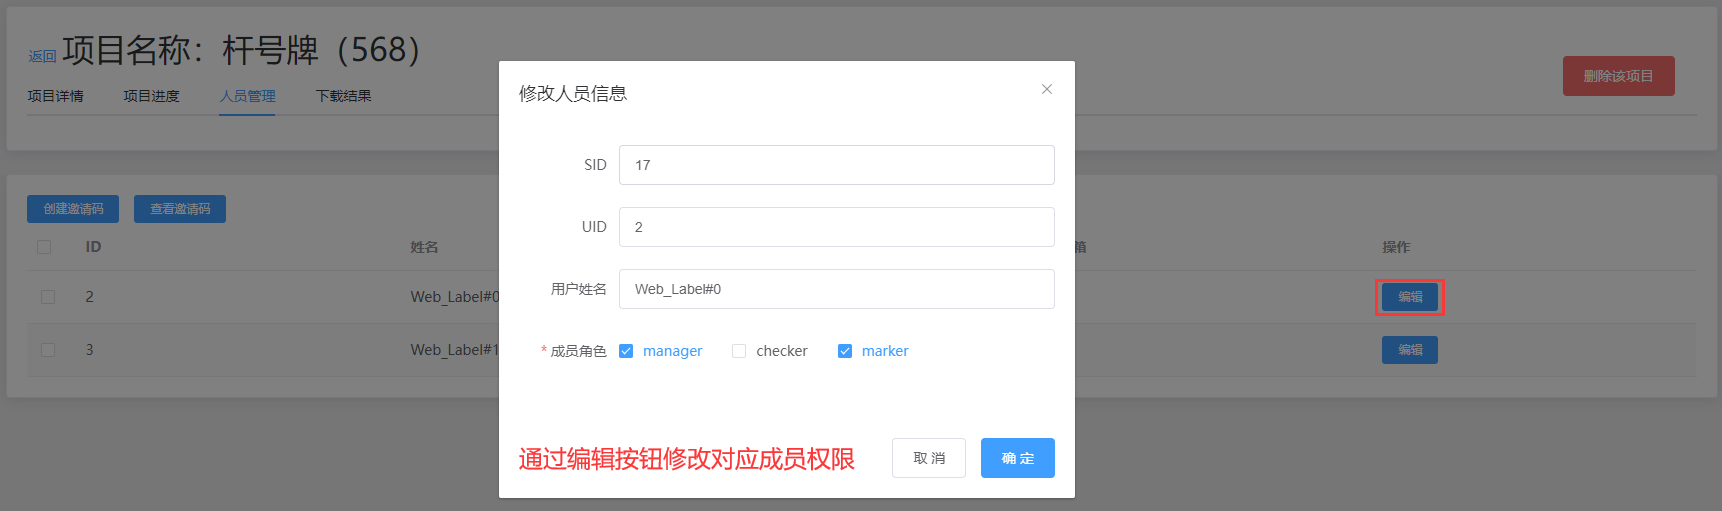 返回 项目名称：杆号牌（568）
项目详情 项目进度 人员管理 下载结果
删除该项目
创建邀请码 查看邀请码
ID 姓名 箱 操作
2 Web_Label#0 编辑
3 Web_Label#1 编辑
修改人员信息
SID 17
UID 2
用户姓名 Web_Label#0
* 成员角色 manager checker marker
通过编辑按钮修改对应成员权限
取消 确定